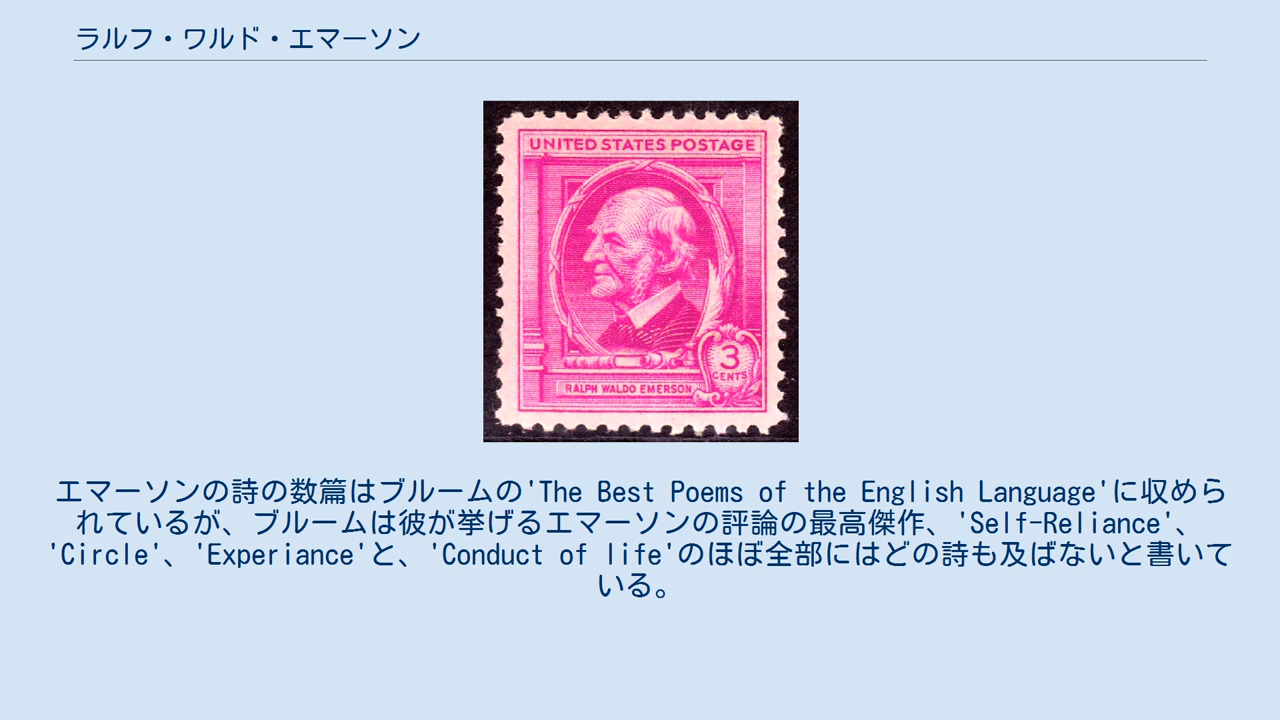 ラルフ・ワルド・エマーソン
UNITED STATES POSTAGE
3
CENTS
RALPH WALDO EMERSON
エマーソンの詩の数篇はブルームの'The Best Poems of the English Language'に収めら
れているが、ブルームは彼が挙げるエマーソンの評論の最高傑作、'Self-Reliance'、
'Circle'、'Experiance'と、'Conduct of life'のほぼ全部にはどの詩も及ばないと書いて
いる。